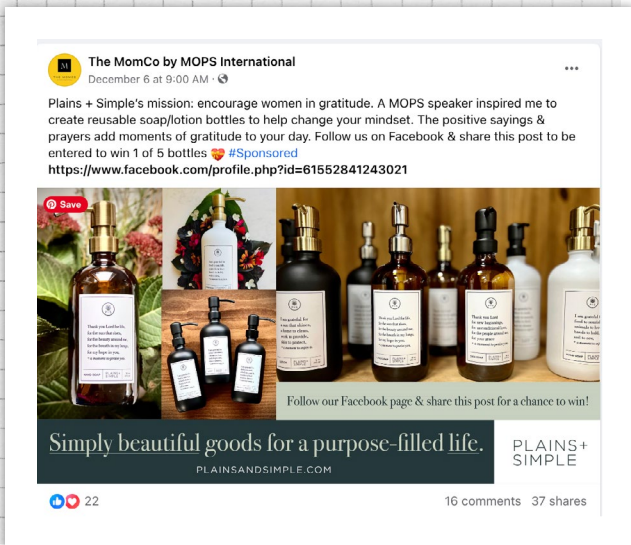 The MomCo by MOPS International
December 6 at 9:00 AM ·
Plains + Simple's mission: encourage women in gratitude. A MOPS speaker inspired me to
create reusable soap/lotion bottles to help change your mindset. The positive sayings &
prayers add moments of gratitude to your day. Follow us on Facebook & share this post to be
entered to win 1 of 5 bottles 💝 #Sponsored
https://www.facebook.com/profile.php?id=61552841243021
Save
Thank you Lord for life,
Follow our Facebook page & share this post for a chance to win!
Simply beautiful goods for a purpose-filled life.
PLAINSANDSIMPLE.COM
PLAINS+
SIMPLE
22
16 comments 37 shares